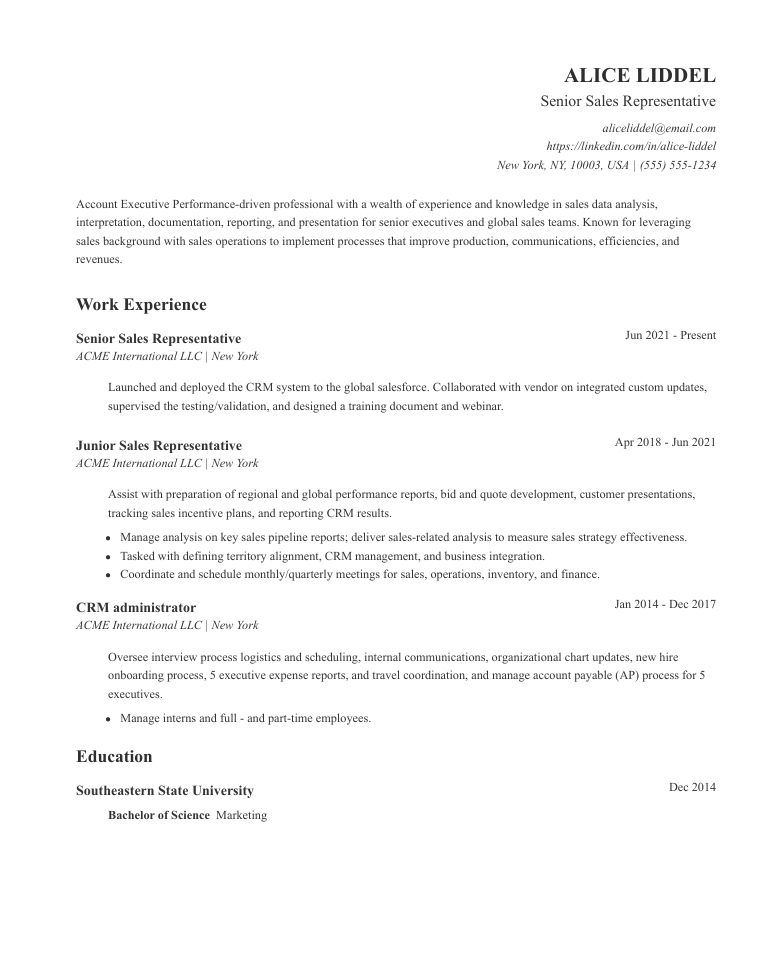 ALICE LIDDEL
Senior Sales Representative
aliceliddel@email.com
https://linkedin.com/in/alice-liddel
New York, NY, 10003, USA | (555) 555-1234
Account Executive Performance-driven professional with a wealth of experience and knowledge in sales data analysis,
interpretation, documentation, reporting, and presentation for senior executives and global sales teams. Known for leveraging
sales background with sales operations to implement processes that improve production, communications, efficiencies, and
revenues.
Work Experience
Senior Sales Representative Jun 2021 - Present
ACME International LLC | New York
Launched and deployed the CRM system to the global salesforce. Collaborated with vendor on integrated custom updates,
supervised the testing/validation, and designed a training document and webinar.
Junior Sales Representative Apr 2018 - Jun 2021
ACME International LLC | New York
Assist with preparation of regional and global performance reports, bid and quote development, customer presentations,
tracking sales incentive plans, and reporting CRM results.
• Manage analysis on key sales pipeline reports; deliver sales-related analysis to measure sales strategy effectiveness.
• Tasked with defining territory alignment, CRM management, and business integration.
• Coordinate and schedule monthly/quarterly meetings for sales, operations, inventory, and finance.
CRM administrator Jan 2014 - Dec 2017
ACME International LLC | New York
Oversee interview process logistics and scheduling, internal communications, organizational chart updates, new hire
onboarding process, 5 executive expense reports, and travel coordination, and manage account payable (AP) process for 5
executives.
• Manage interns and full - and part-time employees.
Education
Southeastern State University Dec 2014
Bachelor of Science Marketing